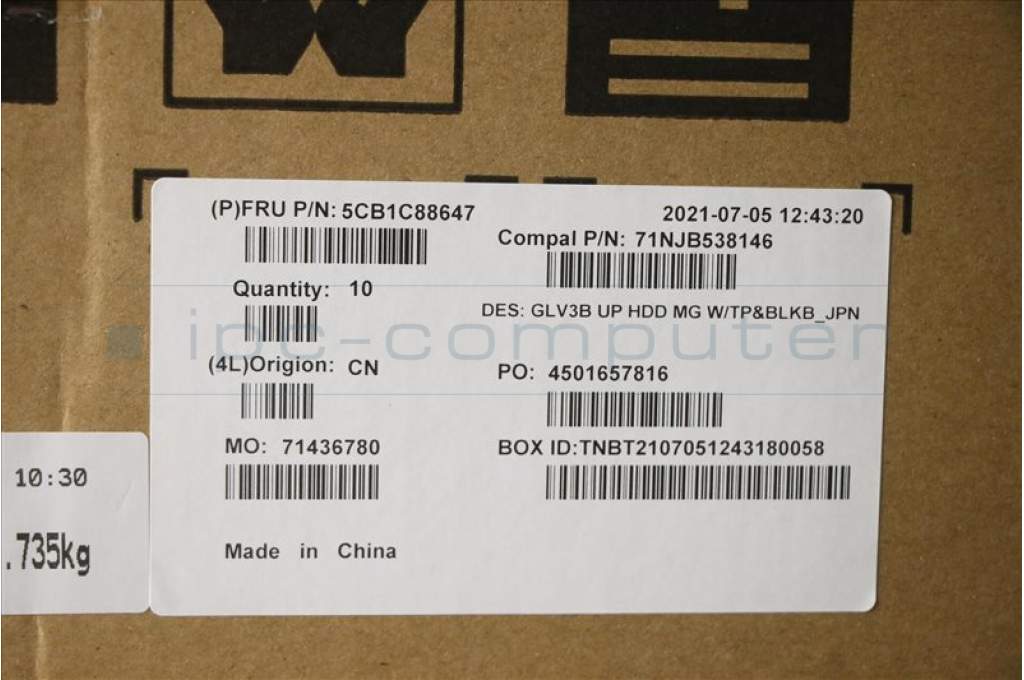 (P)FRU P/N: 5CB1C88647
2021-07-05 12:43:20
Compal P/N: 71NJB538146
Quantity: 10
DES: GLV3B UP HDD MG W/TP&BLKB_JPN
ipc-computer
(4L)Origion: CN
PO: 4501657816
MO: 71436780
BOX ID:TNBT2107051243180058
10:30
.735kg
Made in China